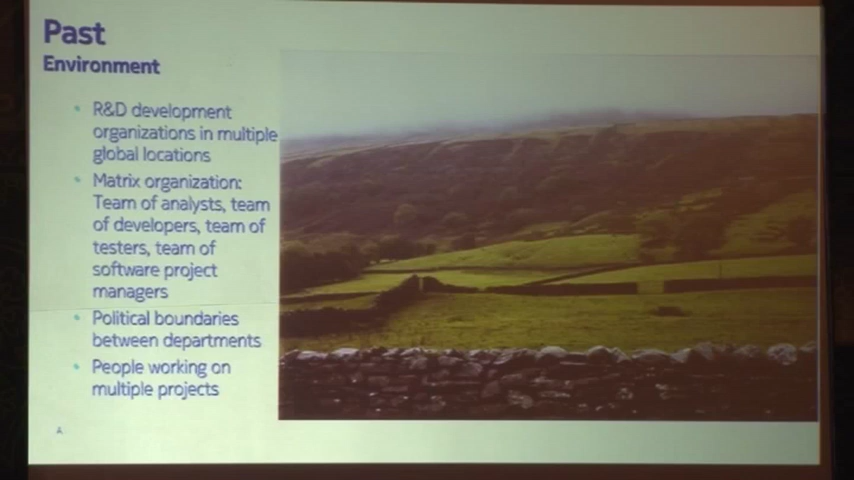 Past
Environment
R&D development
organizations in multiple
global locations
Matrix organization:
Team of analysts, team
of developers, team of
testers, team of
software project
managers
Political boundaries
between departments
People working on
multiple projects
A